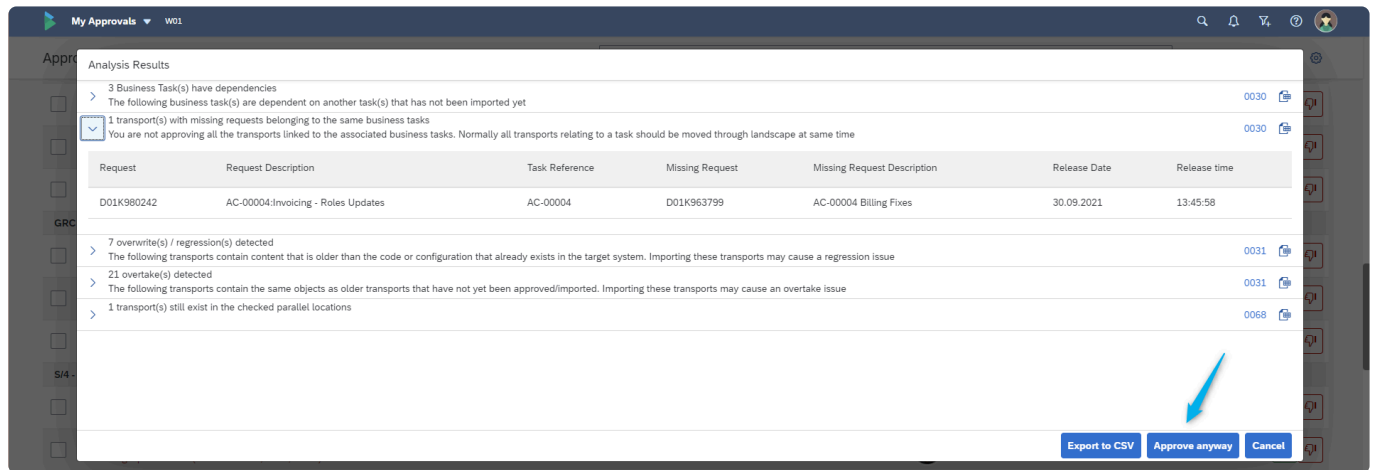 My Approvals W01
Appro
Analysis Results
3 Business Task(s) have dependencies
The following business task(s) are dependent on another task(s) that has not been imported yet
0030
1 transport(s) with missing requests belonging to the same business tasks
You are not approving all the transports linked to the associated business tasks. Normally all transports relating to a task should be moved through landscape at same time
0030
Request Request Description Task Reference Missing Request Missing Request Description Release Date Release time
D01K980242 AC-00004:Invoicing - Roles Updates AC-00004 D01K963799 AC-00004 Billing Fixes 30.09.2021 13:45:58
GRC
7 overwrite(s) / regression(s) detected
The following transports contain content that is older than the code or configuration that already exists in the target system. Importing these transports may cause a regression issue
0031
21 overtake(s) detected
The following transports contain the same objects as older transports that have not yet been approved/imported. Importing these transports may cause an overtake issue
0031
1 transport(s) still exist in the checked parallel locations
0068
S/4 -
Export to CSV Approve anyway Cancel